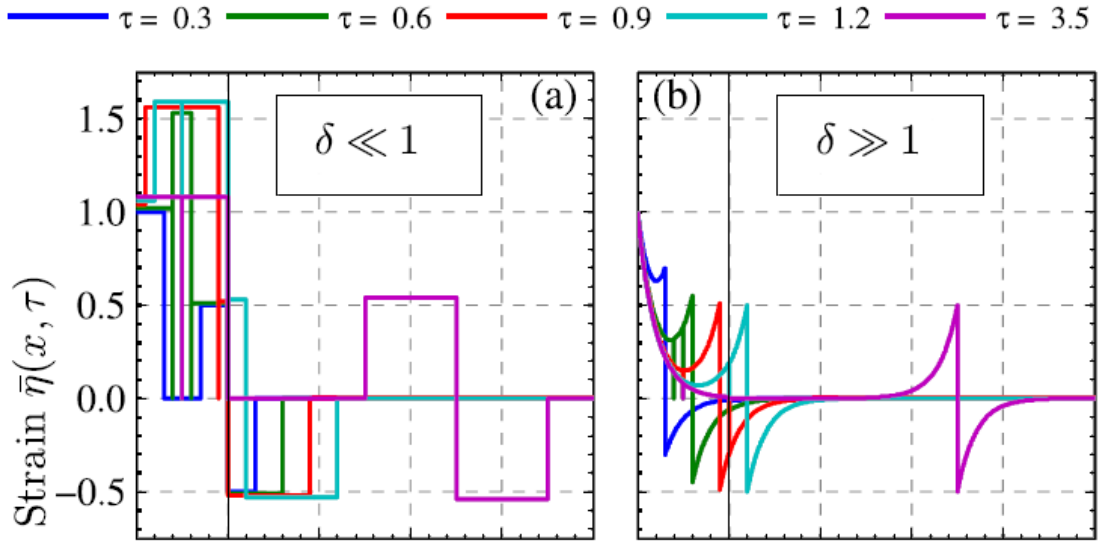 τ = 0.3 τ = 0.6 τ = 0.9 τ = 1.2 τ = 3.5
(a) (b)
δ ≪ 1 δ ≫ 1
1.5
1.0
0.5
0.0
−0.5
Strain η̄(x, τ)